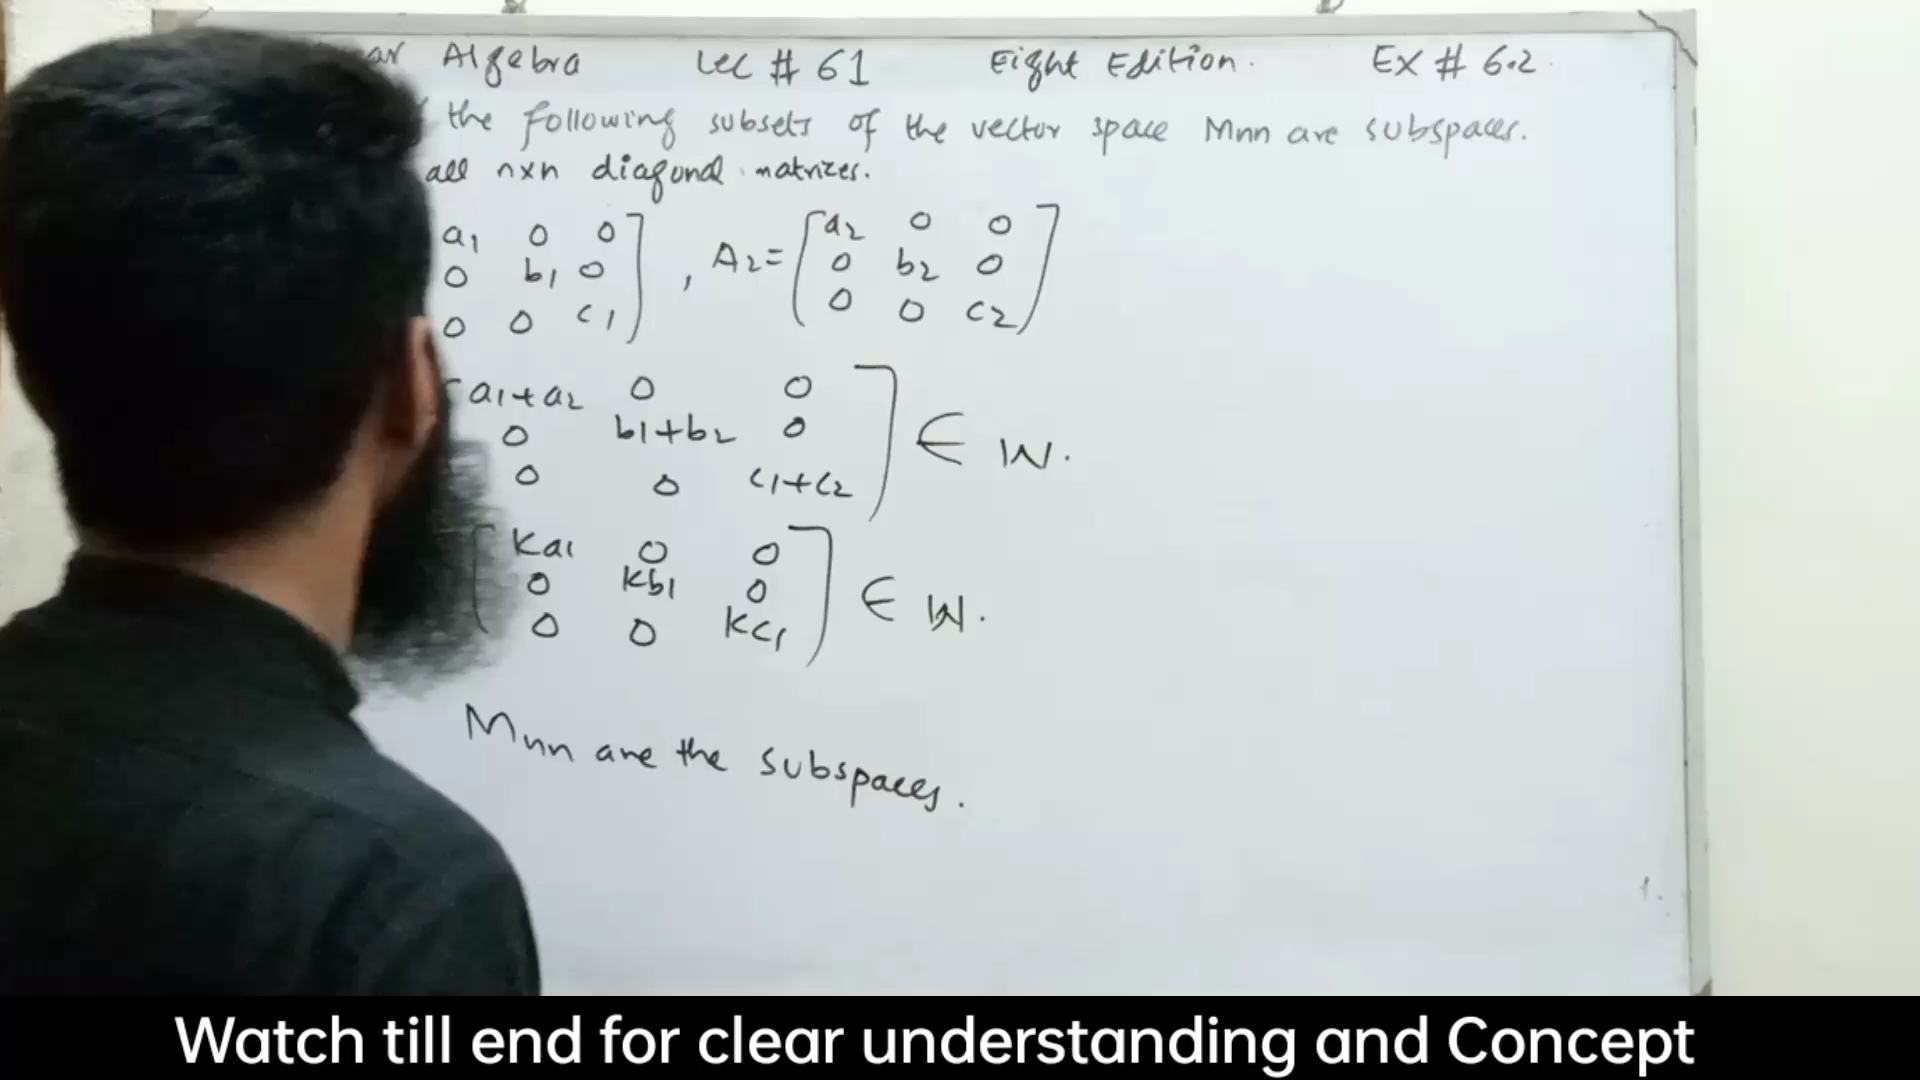 ar Algebra Lec # 61 Eight Edition. Ex # 6.2
the following subsets of the vector space Mnn are subspaces.
all nxn diagonal matrizes.
a1 0 0
0 b1 0
0 0 c1
, A2= [a2 0 0
0 b2 0
0 0 c2]
[a1+a2 0 0
0 b1+b2 0
0 0 c1+c2] ∈ W.
[Ka1 0 0
0 Kb1 0
0 0 Kc1] ∈ W.
Mnn are the subspaces.
Watch till end for clear understanding and Concept